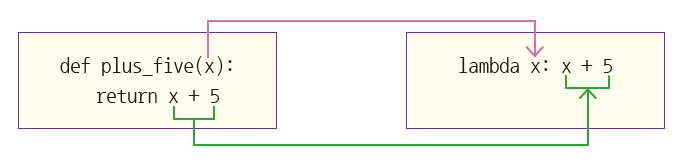 def plus_five(x):
    return x + 5
lambda x: x + 5